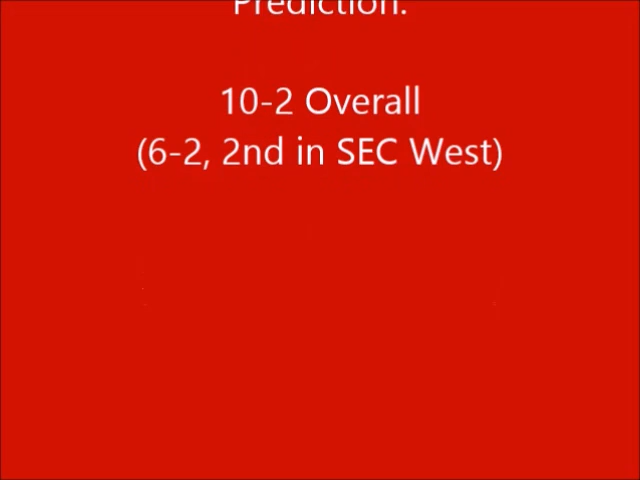 Prediction:
10-2 Overall
(6-2, 2nd in SEC West)